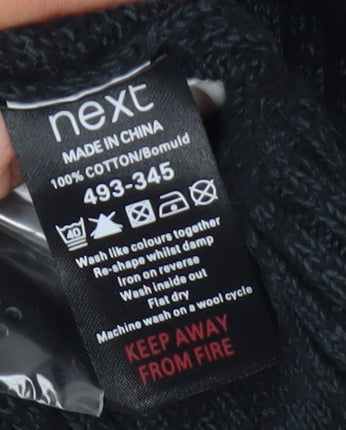 next
MADE IN CHINA
100% COTTON/Bomuld
493-345
40
Wash like colours together
Re-shape whilst damp
Iron on reverse
Wash inside out
Flat dry
Machine wash on a wool cycle
KEEP AWAY
FROM FIRE